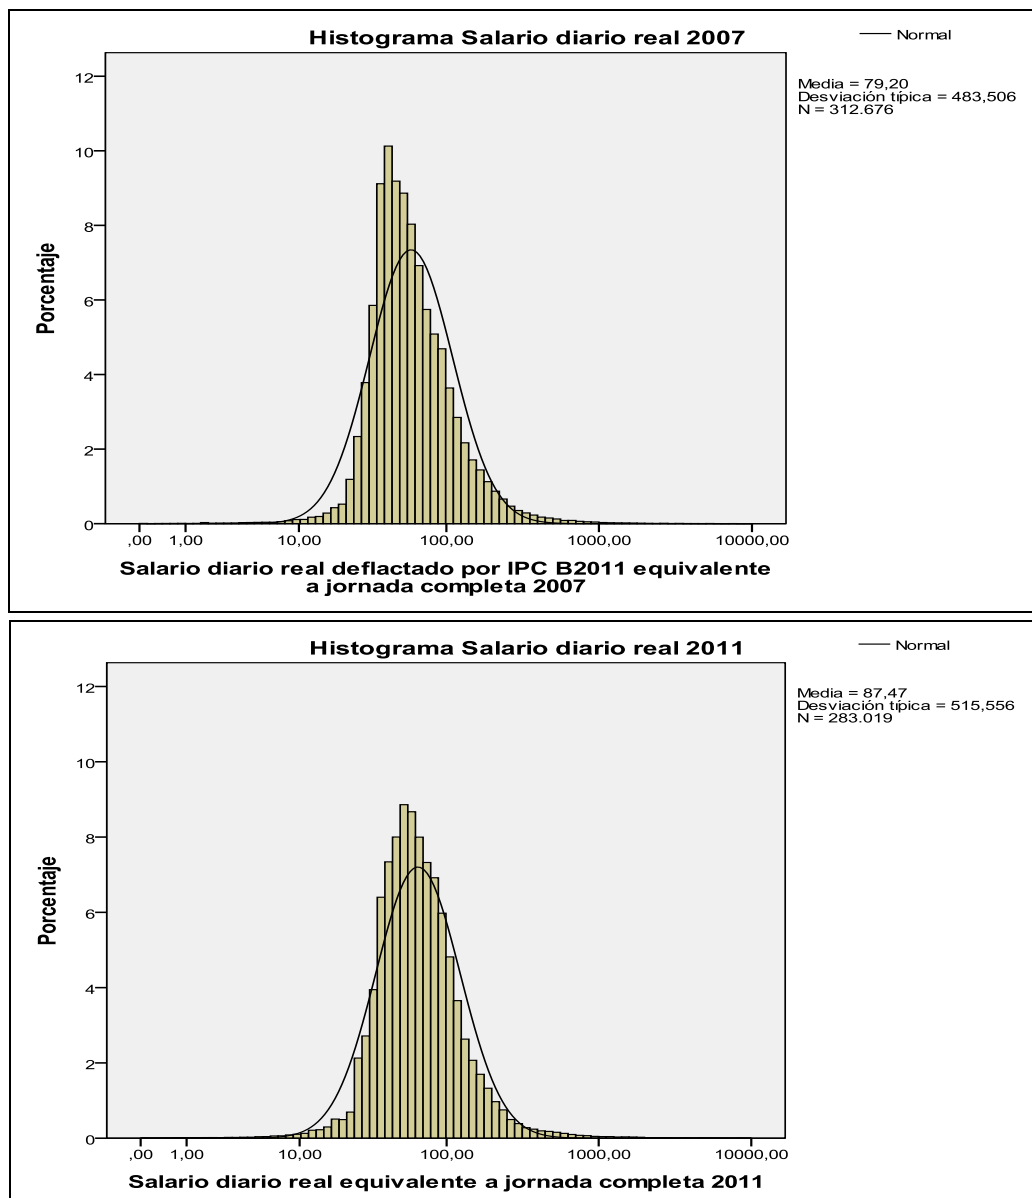 Histograma Salario diario real 2007
Normal
Media = 79,20
Desviación típica = 483,506
N = 312.676
12
10
8
6
4
2
0
Porcentaje
,00 1,00 10,00 100,00 1000,00 10000,00
Salario diario real deflactado por IPC B2011 equivalente
a jornada completa 2007
Histograma Salario diario real 2011
Normal
Media = 87,47
Desviación típica = 515,556
N = 283.019
12
10
8
6
4
2
0
Porcentaje
,00 1,00 10,00 100,00 1000,00 10000,00
Salario diario real equivalente a jornada completa 2011